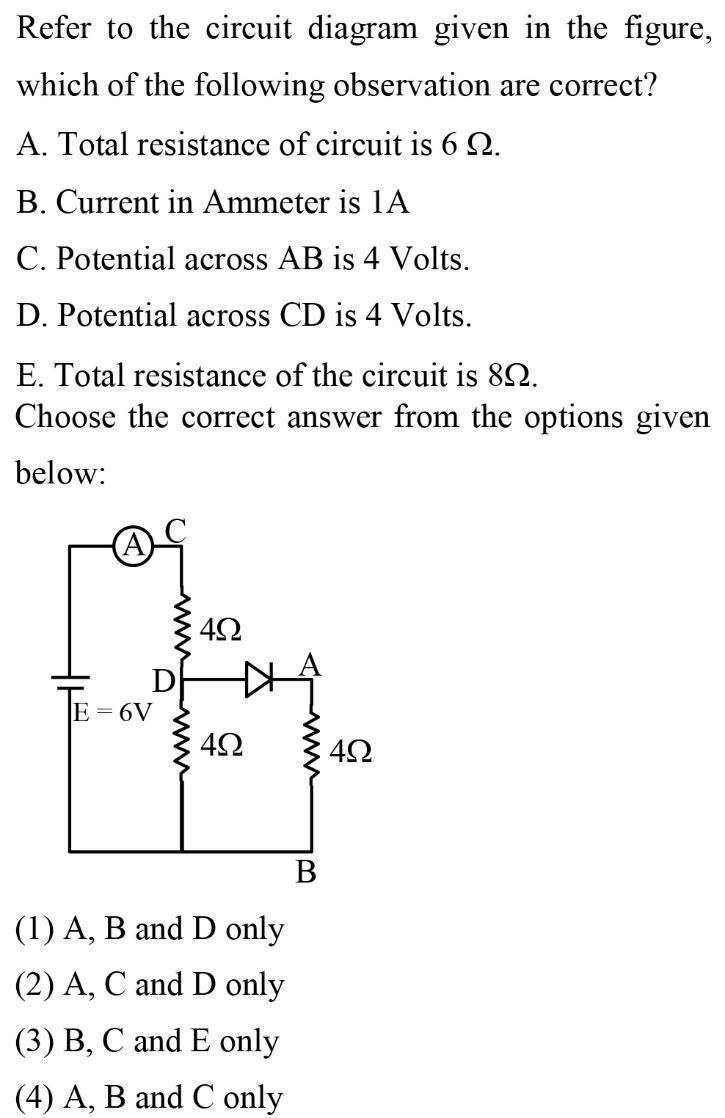 Refer to the circuit diagram given in the figure,
which of the following observation are correct?
A. Total resistance of circuit is 6 Ω.
B. Current in Ammeter is 1A
C. Potential across AB is 4 Volts.
D. Potential across CD is 4 Volts.
E. Total resistance of the circuit is 8Ω.
Choose the correct answer from the options given
below:
A C
4Ω
D A
E = 6V
4Ω 4Ω
B
(1) A, B and D only
(2) A, C and D only
(3) B, C and E only
(4) A, B and C only